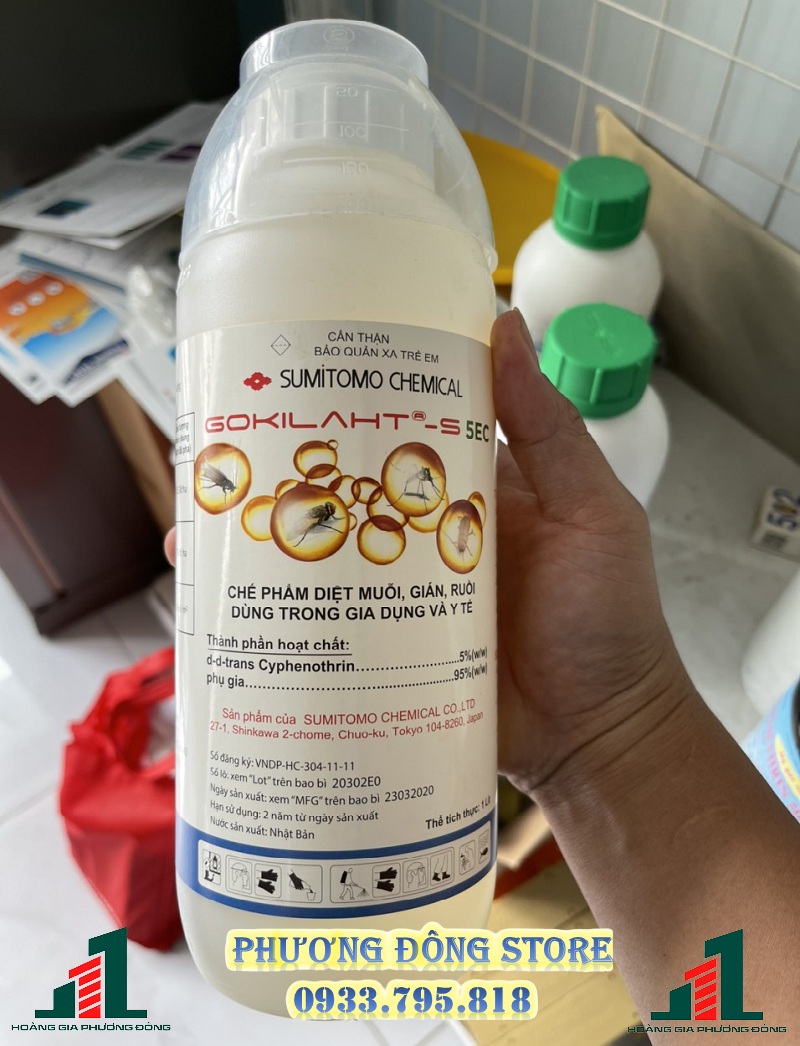 50
100
150
CẨN THẬN
BẢO QUẢN XA TRẺ EM
SUMİTOMO CHEMICAL
GOKILAHT®-S 5EC
CHẾ PHẨM DIỆT MUỖI, GIÁN, RUỒI
DÙNG TRONG GIA DỤNG VÀ Y TẾ
Thành phần hoạt chất:
d-d-trans Cyphenothrin.......................5%(w/w)
phụ gia...............................................95%(w/w)
Sản phẩm của SUMITOMO CHEMICAL CO.,LTD
27-1, Shinkawa 2-chome, Chuo-ku, Tokyo 104-8260, Japan
Số đăng ký: VNDP-HC-304-11-11
Số lô: xem "Lot" trên bao bì 20302E0
Ngày sản xuất: xem "MFG" trên bao bì 23032020
Hạn sử dụng: 2 năm từ ngày sản xuất
Nước sản xuất: Nhật Bản
Thể tích thực: 1 Lít
PHƯƠNG ĐÔNG STORE
0933.795.818
HOÀNG GIA PHƯƠNG ĐÔNG
HOÀNG GIA PHƯƠNG ĐÔNG